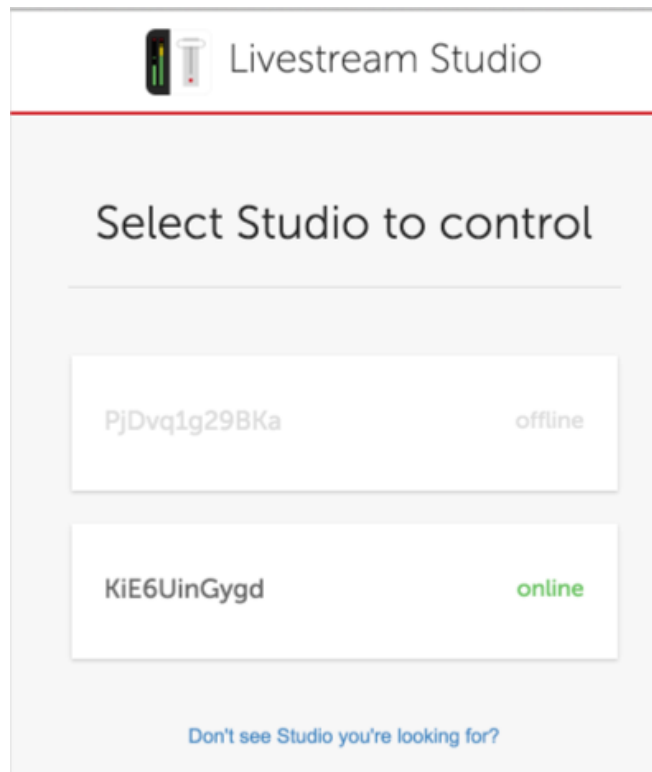 Livestream Studio
Select Studio to control
PjDvq1g29BKa offline
KiE6UinGygd online
Don't see Studio you're looking for?